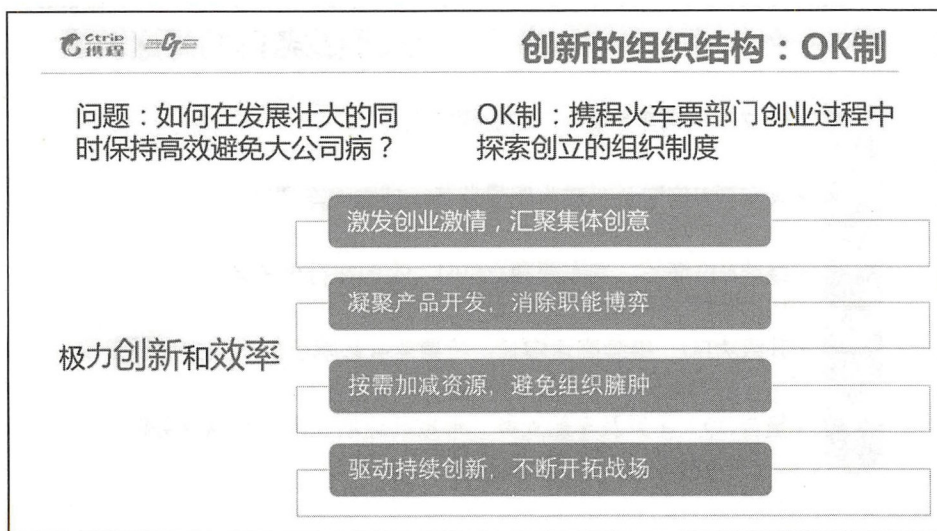 Ctrip
携程
创新的组织结构：OK制
问题：如何在发展壮大的同
时保持高效避免大公司病？
OK制：携程火车票部门创业过程中
探索创立的组织制度
激发创业激情，汇聚集体创意
凝聚产品开发，消除职能博弈
极力创新和效率
按需加减资源，避免组织臃肿
驱动持续创新，不断开拓战场